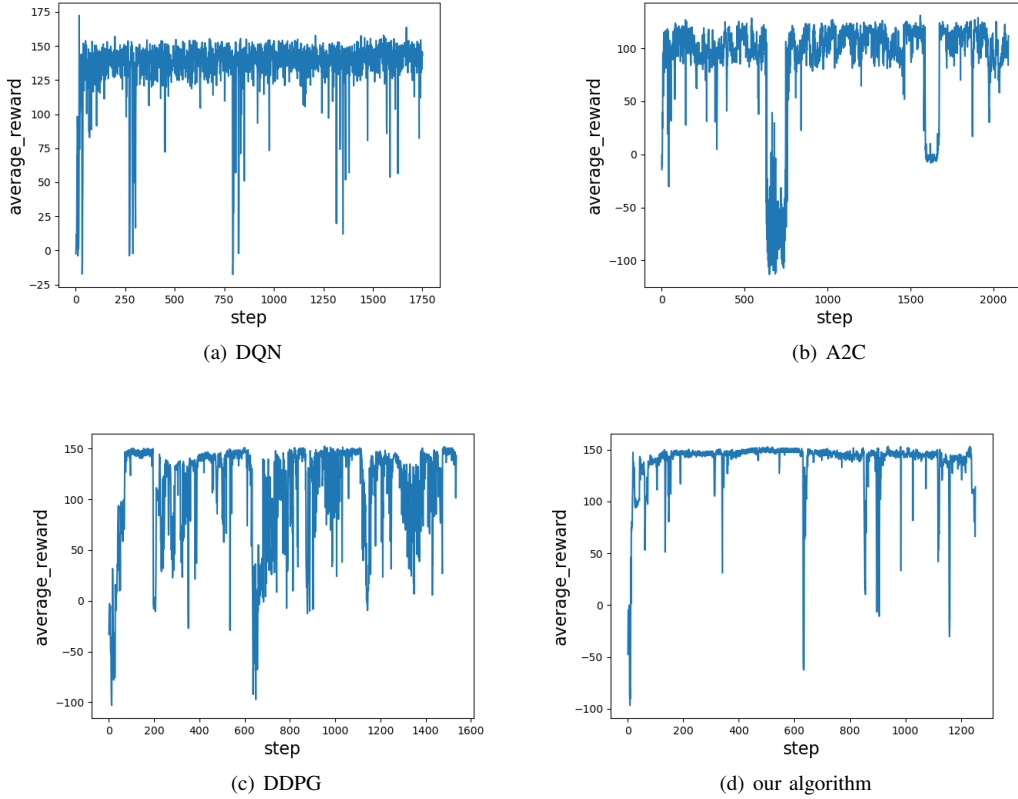 175
150
125
100
75
50
25
0
−25
average_reward
0 250 500 750 1000 1250 1500 1750
step
(a) DQN
100
50
0
−50
−100
average_reward
0 500 1000 1500 2000
step
(b) A2C
150
100
50
0
−50
−100
average_reward
0 200 400 600 800 1000 1200 1400 1600
step
(c) DDPG
150
100
50
0
−50
−100
average_reward
0 200 400 600 800 1000 1200
step
(d) our algorithm